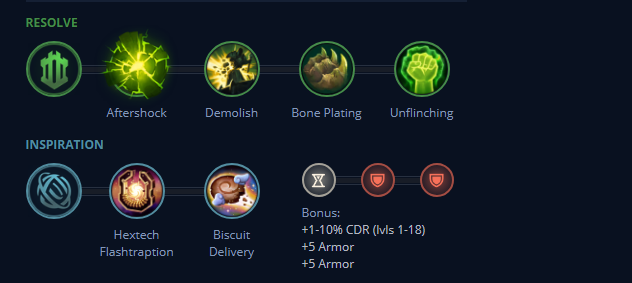 RESOLVE
Aftershock
Demolish
Bone Plating
Unflinching
INSPIRATION
Hextech
Flashtraption
Biscuit
Delivery
Bonus:
+1-10% CDR (lvls 1-18)
+5 Armor
+5 Armor